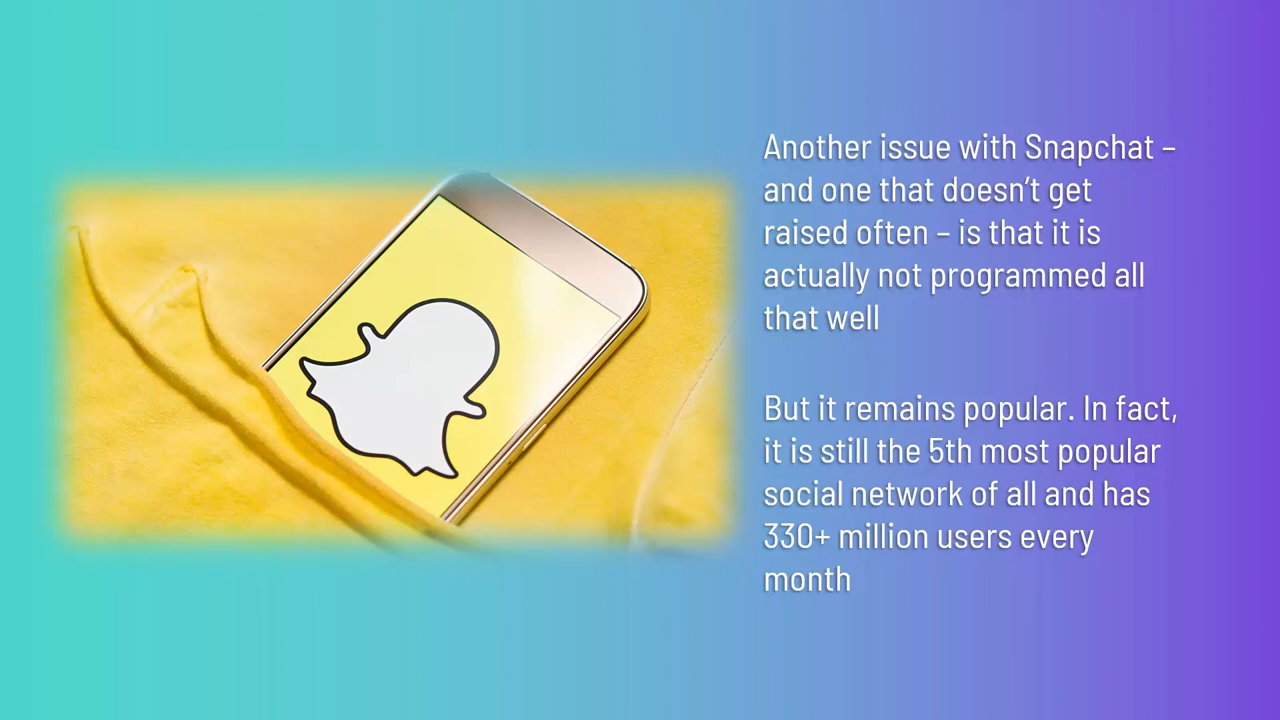 Another issue with Snapchat –
and one that doesn’t get
raised often – is that it is
actually not programmed all
that well
But it remains popular. In fact,
it is still the 5th most popular
social network of all and has
330+ million users every
month